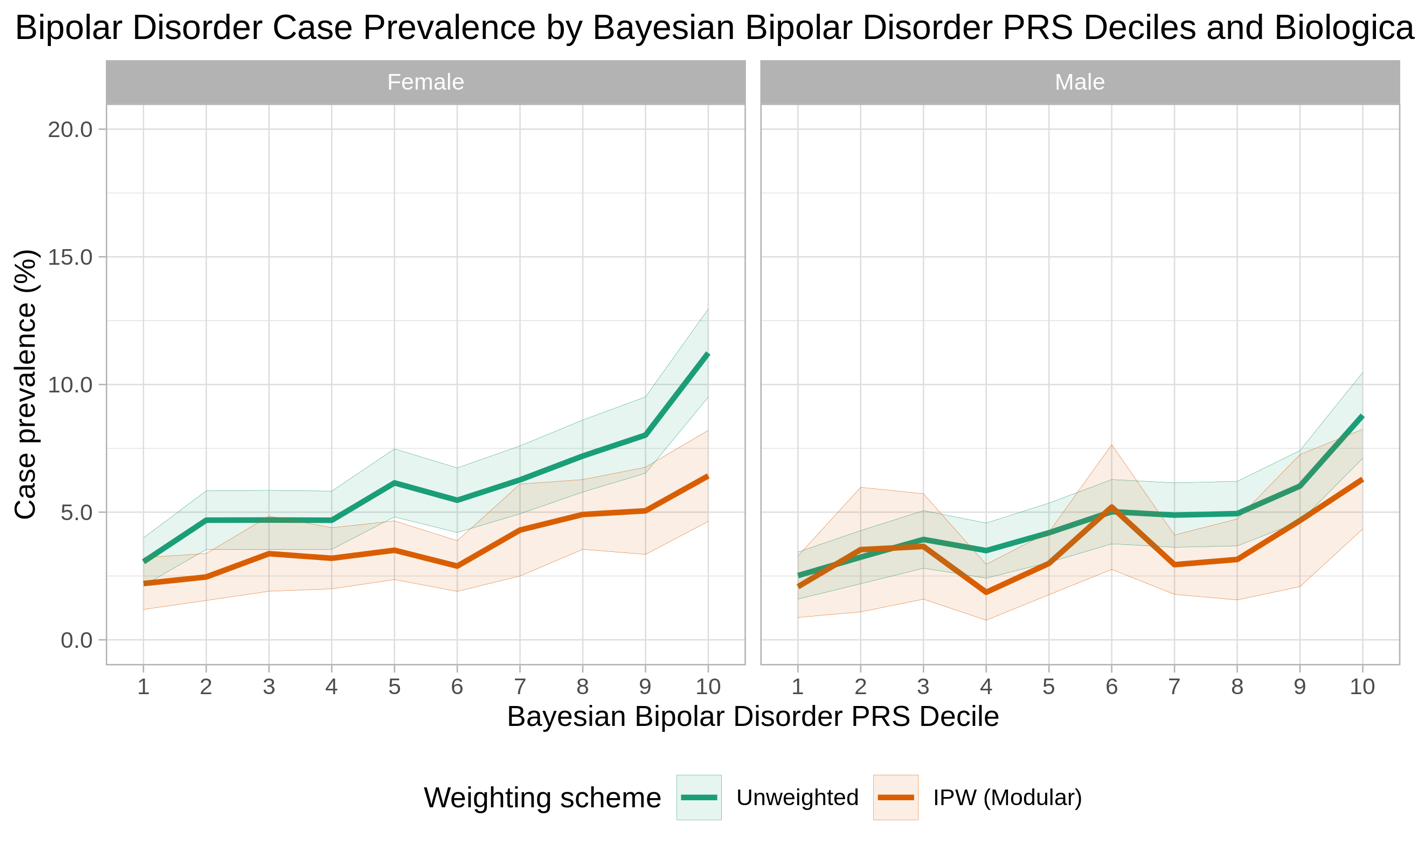 Bipolar Disorder Case Prevalence by Bayesian Bipolar Disorder PRS Deciles and Biologica
Female
Male
Case prevalence (%)
20.0
15.0
10.0
5.0
0.0
1 2 3 4 5 6 7 8 9 10
1 2 3 4 5 6 7 8 9 10
Bayesian Bipolar Disorder PRS Decile
Weighting scheme Unweighted IPW (Modular)